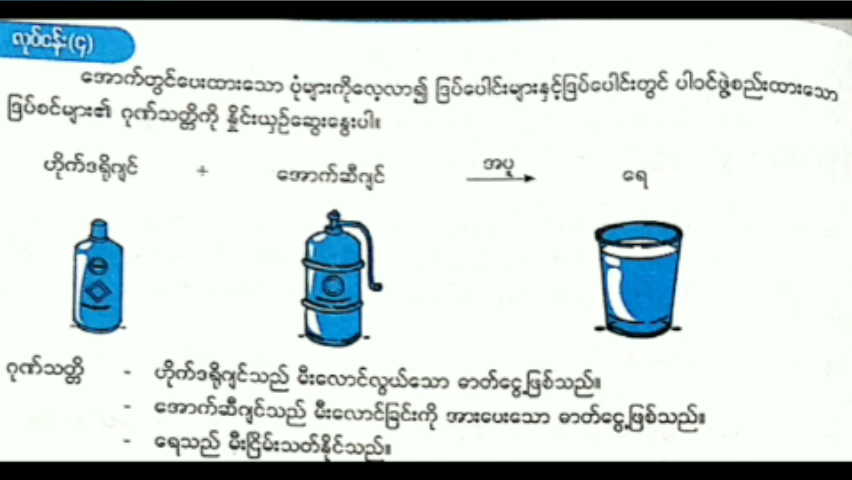 လုပ်ငန်း(၄)
အောက်တွင်ပေးထားသော ပုံများကိုလေ့လာ၍ ဒြပ်ပေါင်းများနှင့်ဒြပ်ပေါင်းတွင် ပါဝင်ဖွဲ့စည်းထားသော
ဒြပ်စင်များ၏ ဂုဏ်သတ္တိကို နှိုင်းယှဉ်ဆွေးနွေးပါ။
ဟိုက်ဒရိုဂျင် + အောက်ဆီဂျင် အပူ ရေ
ဂုဏ်သတ္တိ - ဟိုက်ဒရိုဂျင်သည် မီးလောင်လွယ်သော ဓာတ်ငွေ့ဖြစ်သည်။
- အောက်ဆီဂျင်သည် မီးလောင်ခြင်းကို အားပေးသော ဓာတ်ငွေ့ဖြစ်သည်။
- ရေသည် မီးငြိမ်းသတ်နိုင်သည်။